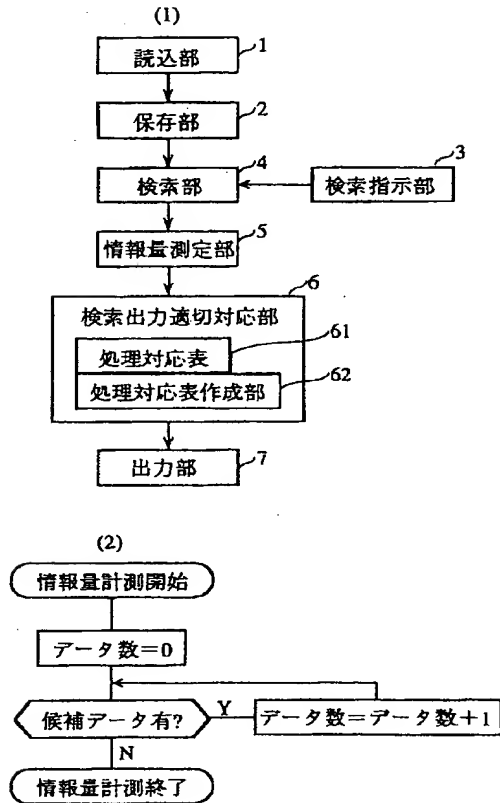 (1)
読込部 1
保存部 2
検索部 4
検索指示部 3
情報量測定部 5
検索出力適切対応部 6
処理対応表 61
処理対応表作成部 62
出力部 7
(2)
情報量計測開始
データ数=0
候補データ有? Y データ数=データ数+1
N
情報量計測終了